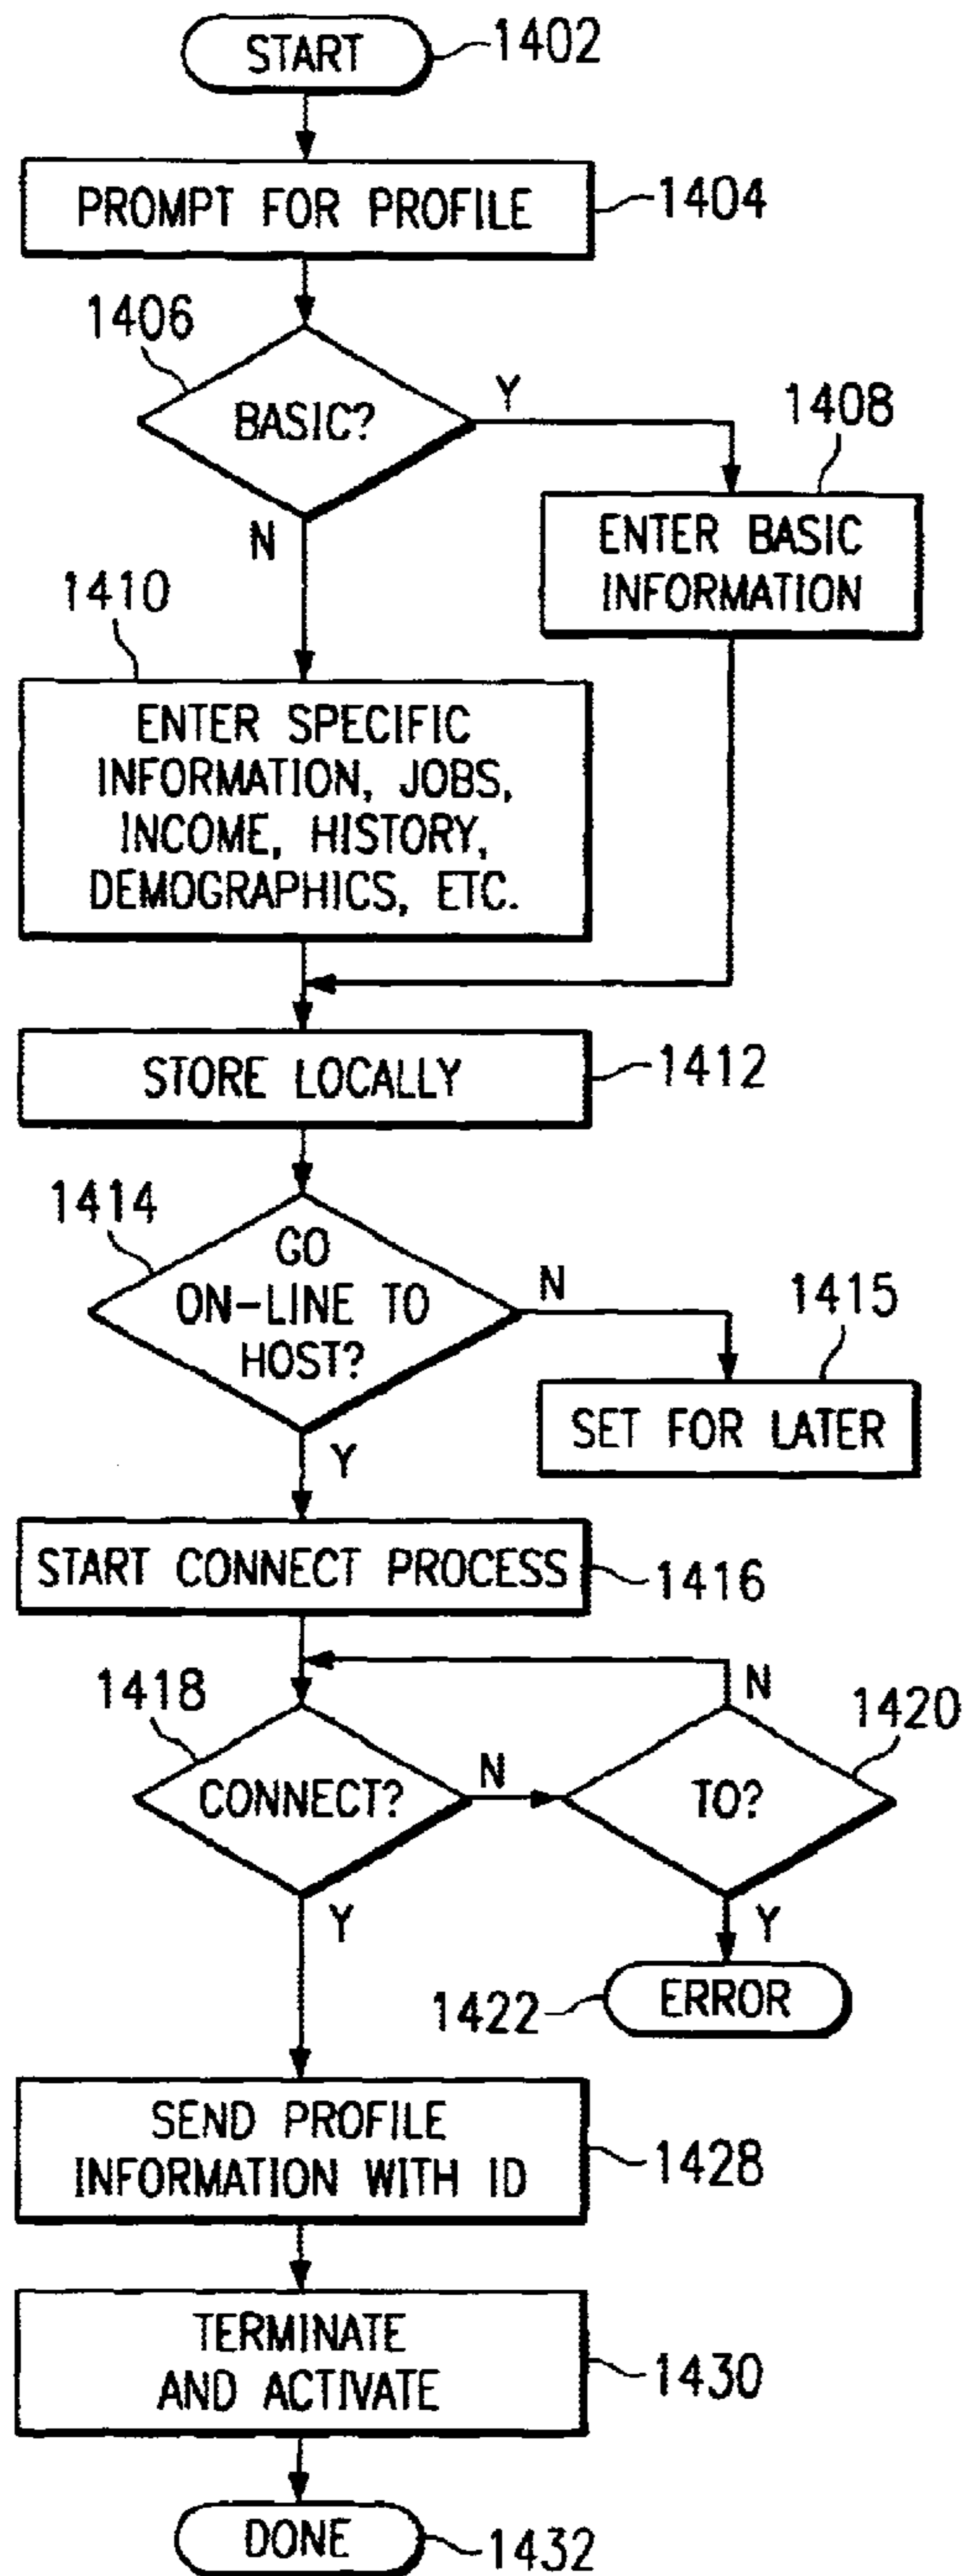 START
1402
PROMPT FOR PROFILE
1404
1406
BASIC?
Y
N
1408
ENTER BASIC
INFORMATION
1410
ENTER SPECIFIC
INFORMATION, JOBS,
INCOME, HISTORY,
DEMOGRAPHICS, ETC.
STORE LOCALLY
1412
1414
GO
ON-LINE TO
HOST?
N
Y
1415
SET FOR LATER
START CONNECT PROCESS
1416
1418
CONNECT?
N
Y
1420
TO?
N
Y
1422
ERROR
SEND PROFILE
INFORMATION WITH ID
1428
TERMINATE
AND ACTIVATE
1430
DONE
1432